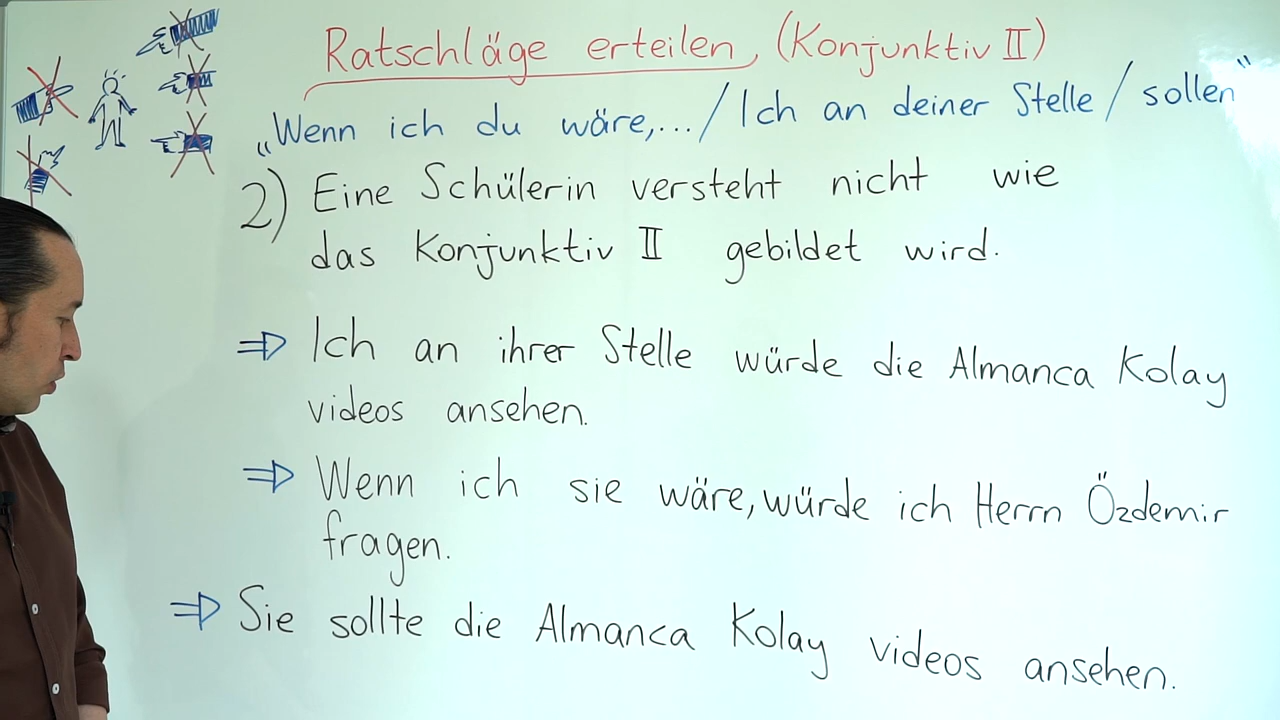 Ratschläge erteilen, (Konjunktiv II)
„Wenn ich du wäre,.../Ich an deiner Stelle/sollen“
2) Eine Schülerin versteht nicht wie
das Konjunktiv II gebildet wird.
⇒ Ich an ihrer Stelle würde die Almanca Kolay
videos ansehen.
⇒ Wenn ich sie wäre, würde ich Herrn Özdemir
fragen.
⇒ Sie sollte die Almanca Kolay videos ansehen.